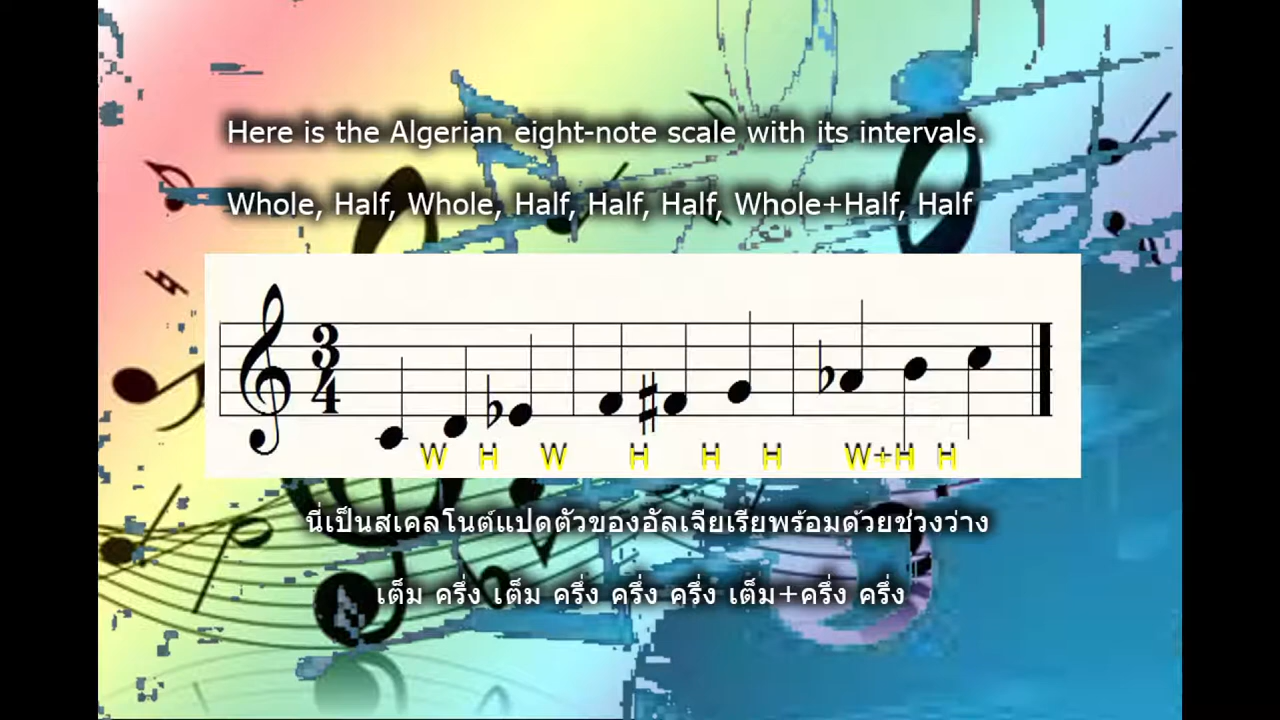 Here is the Algerian eight-note scale with its intervals.
Whole, Half, Whole, Half, Half, Half, Whole+Half, Half
3
4
W H W H H H W+H H
นี่เป็นสเคลโนต์แปดตัวของอัลเจียเรียพร้อมด้วยช่วงว่าง
เต็ม ครึ่ง เต็ม ครึ่ง ครึ่ง ครึ่ง เต็ม+ครึ่ง ครึ่ง